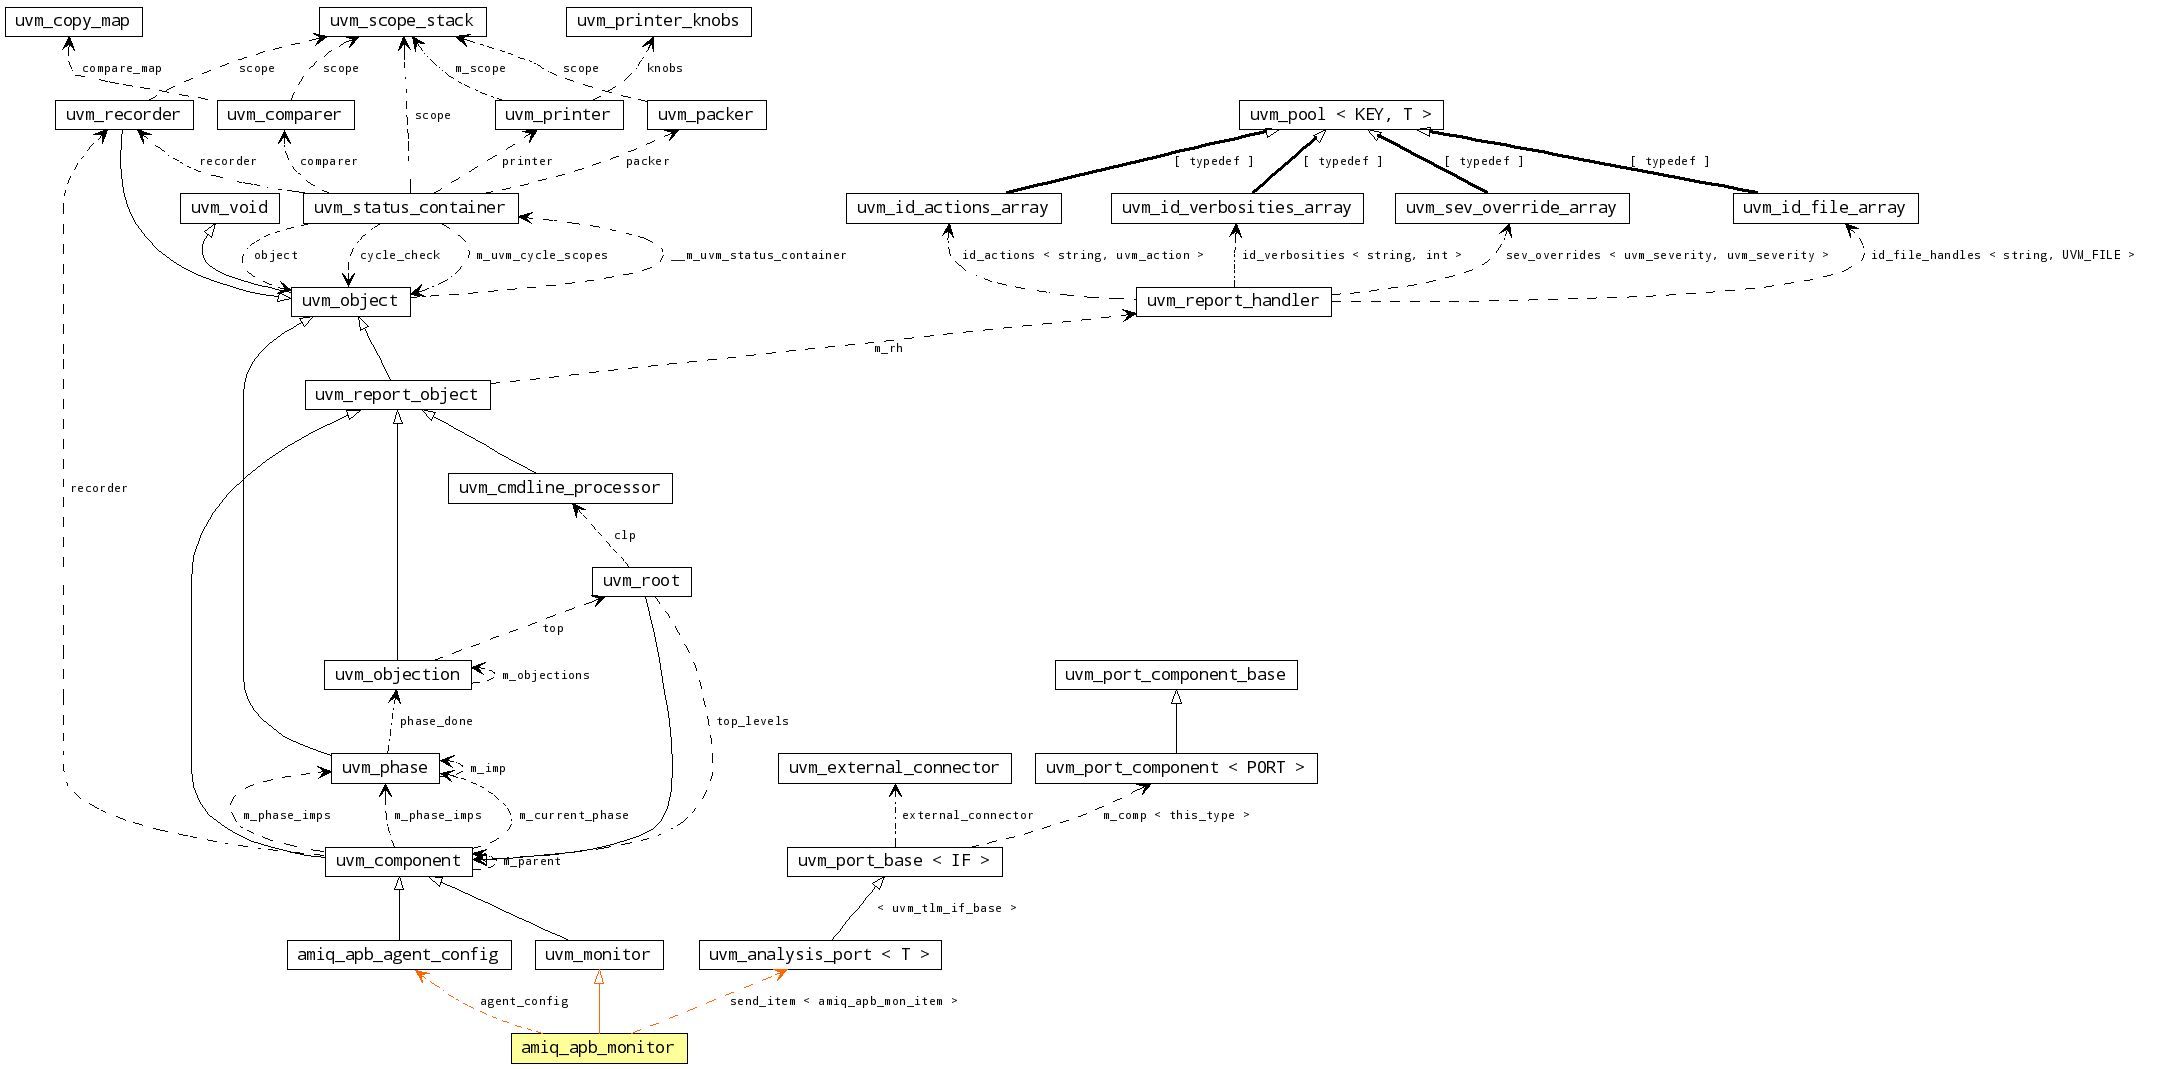 uvm_copy_map
uvm_scope_stack
uvm_printer_knobs
compare_map
scope
scope
m_scope
scope
knobs
uvm_recorder
uvm_comparer
scope
uvm_printer
uvm_packer
uvm_pool < KEY, T >
recorder
comparer
printer
packer
[ typedef ]
[ typedef ]
[ typedef ]
[ typedef ]
uvm_void
uvm_status_container
uvm_id_actions_array
uvm_id_verbosities_array
uvm_sev_override_array
uvm_id_file_array
object
cycle_check
m_uvm_cycle_scopes
__m_uvm_status_container
id_actions < string, uvm_action >
id_verbosities < string, int >
sev_overrides < uvm_severity, uvm_severity >
id_file_handles < string, UVM_FILE >
uvm_object
uvm_report_handler
m_rh
uvm_report_object
recorder
uvm_cmdline_processor
clp
uvm_root
top
uvm_objection
m_objections
uvm_port_component_base
phase_done
top_levels
uvm_phase
m_imp
uvm_external_connector
uvm_port_component < PORT >
m_phase_imps
m_phase_imps
m_current_phase
external_connector
m_comp < this_type >
uvm_component
m_parent
uvm_port_base < IF >
< uvm_tlm_if_base >
amiq_apb_agent_config
uvm_monitor
uvm_analysis_port < T >
agent_config
send_item < amiq_apb_mon_item >
amiq_apb_monitor